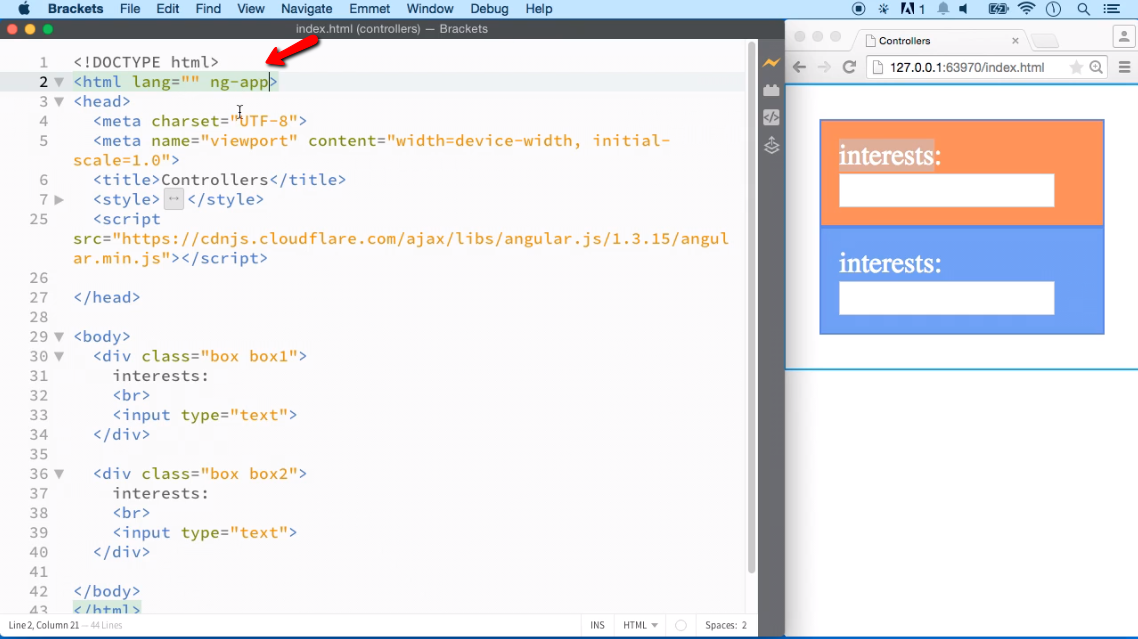 Brackets File Edit Find View Navigate Emmet Window Debug Help 1
index.html (controllers) — Brackets
1 <!DOCTYPE html>
2 <html lang="" ng-app>
3 <head>
4 <meta charset="UTF-8">
5 <meta name="viewport" content="width=device-width, initial-
scale=1.0">
6 <title>Controllers</title>
7 <style></style>
25 <script
src="https://cdnjs.cloudflare.com/ajax/libs/angular.js/1.3.15/angul
ar.min.js"></script>
26
27 </head>
28
29 <body>
30 <div class="box box1">
31 interests:
32 <br>
33 <input type="text">
34 </div>
35
36 <div class="box box2">
37 interests:
38 <br>
39 <input type="text">
40 </div>
41
42 </body>
43 </html>
Line 2, Column 21 — 44 Lines INS HTML Spaces: 2
Controllers
127.0.0.1:63970/index.html
interests:
interests: